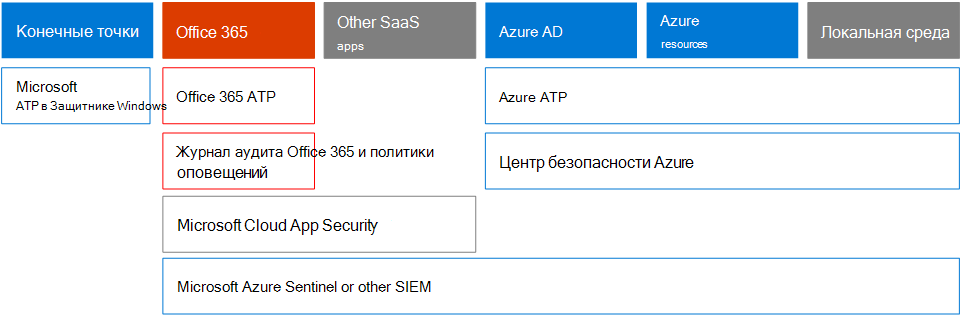 Конечные точки
Office 365
Other SaaS
apps
Azure AD
Azure
resources
Локальная среда
Microsoft
ATP в Защитнике Windows
Office 365 ATP
Azure ATP
Журнал аудита Office 365 и политики
оповещений
Центр безопасности Azure
Microsoft Cloud App Security
Microsoft Azure Sentinel or other SIEM